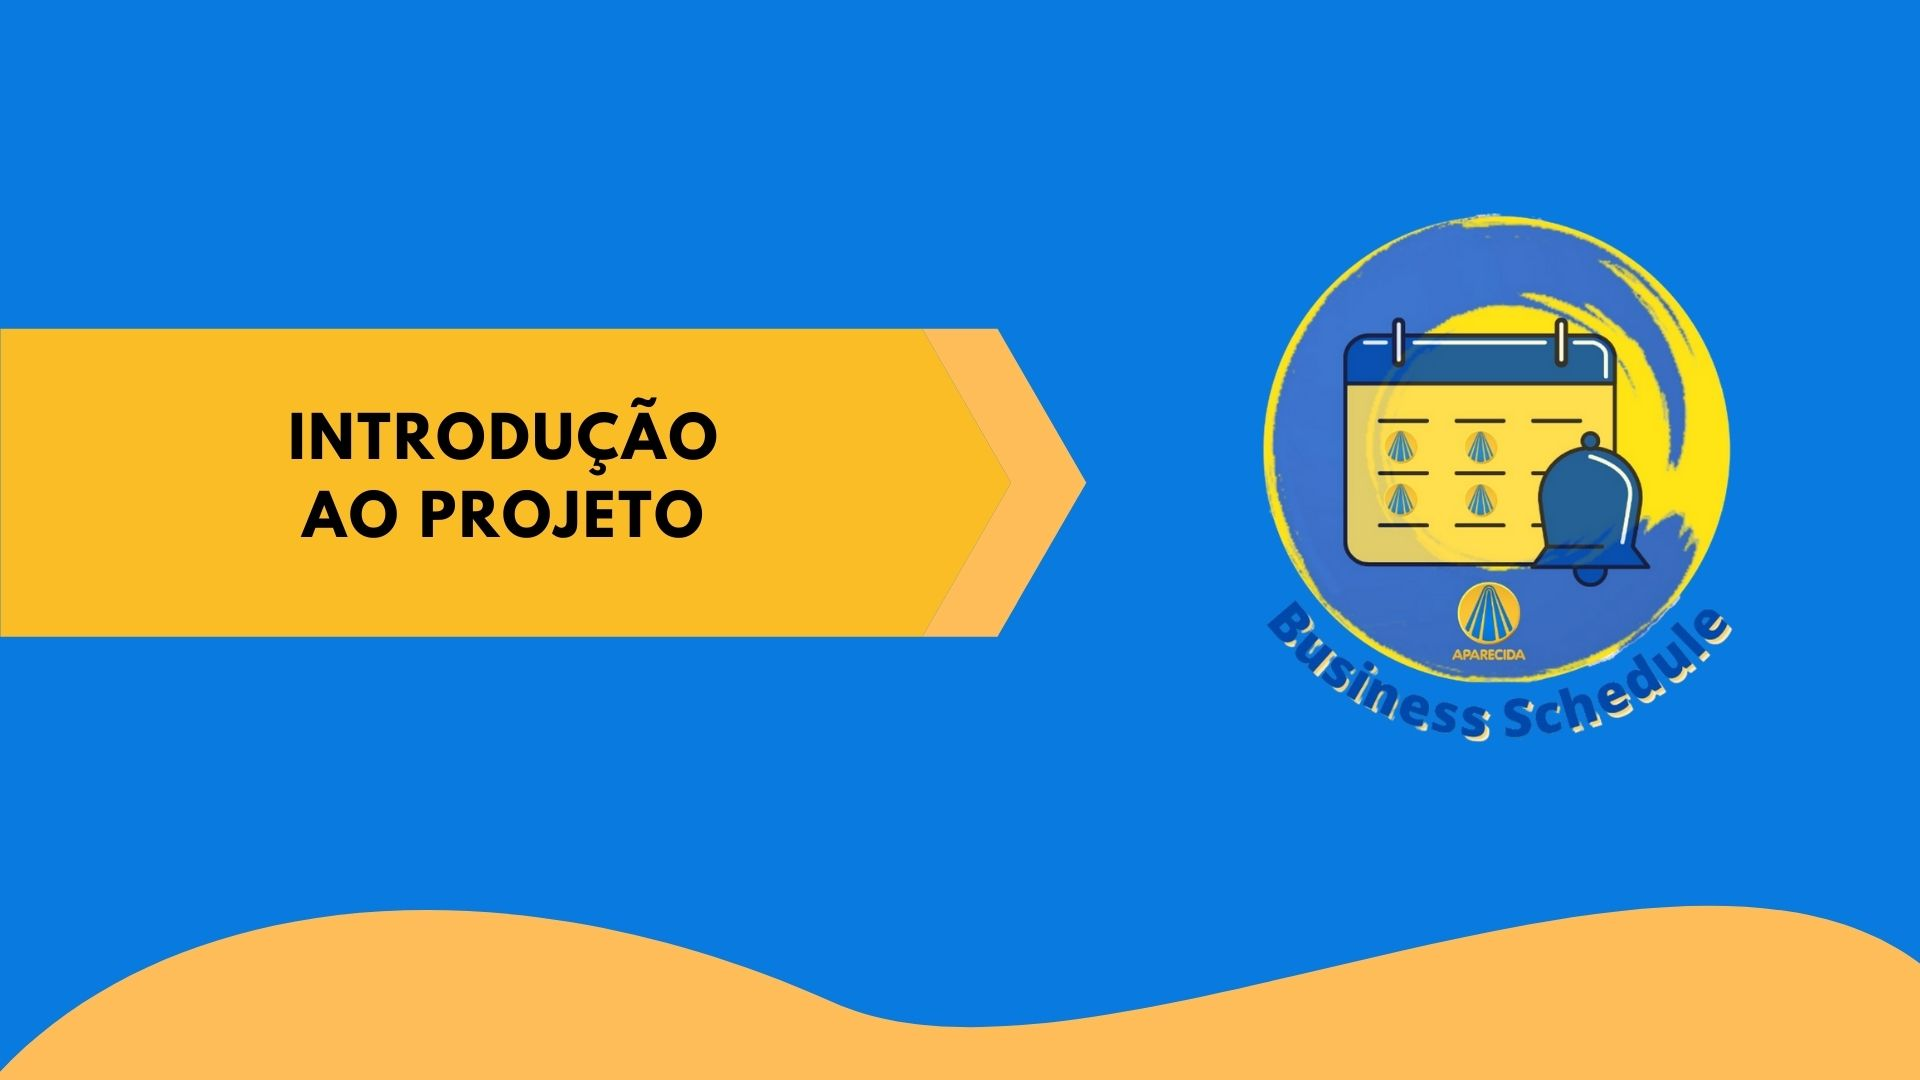 INTRODUÇÃO
AO PROJETO
APARECIDA
Business Schedule